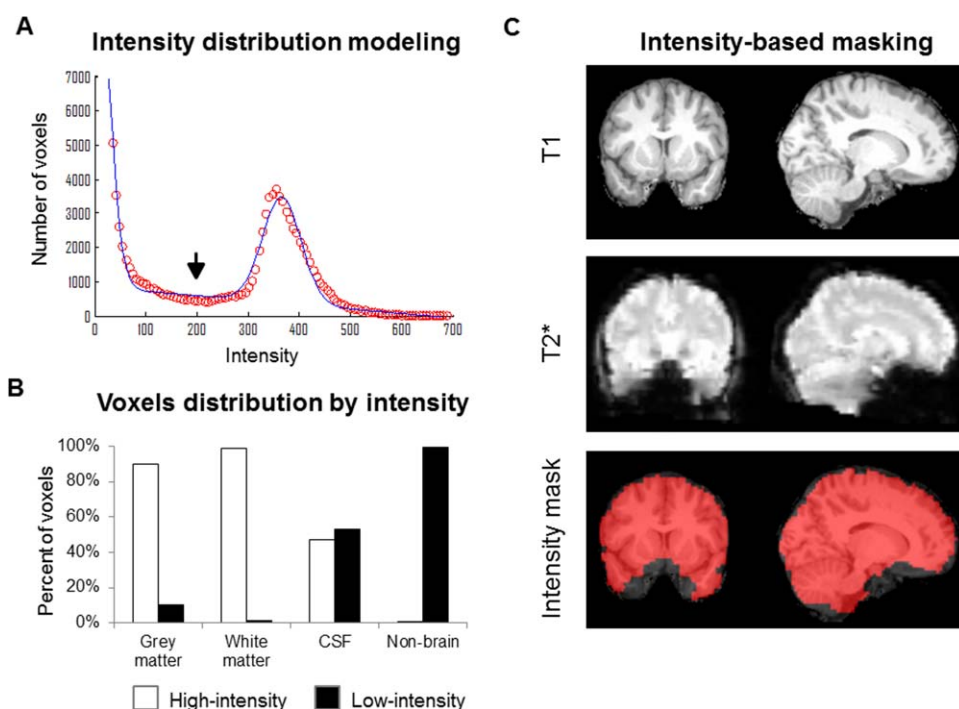 A
Intensity distribution modeling
Number of voxels
7000
6000
5000
4000
3000
2000
1000
0
0 100 200 300 400 500 600 700
Intensity
B
Voxels distribution by intensity
Percent of voxels
100%
80%
60%
40%
20%
0%
Grey matter
White matter
CSF
Non-brain
High-intensity
Low-intensity
C
Intensity-based masking
T1
T2*
Intensity mask